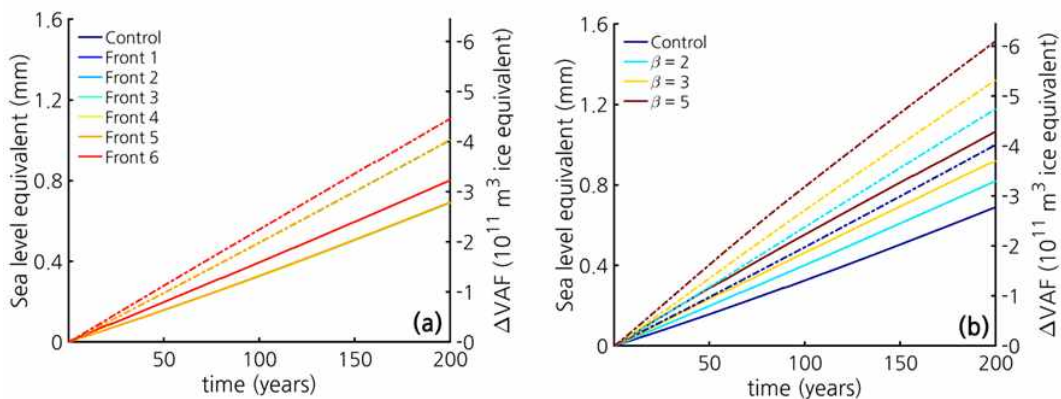 1.6
1.2
0.8
0.4
0
Sea level equivalent (mm)
Control
Front 1
Front 2
Front 3
Front 4
Front 5
Front 6
(a)
50
100
150
200
time (years)
-6
-5
-4
-3
-2
-1
-0
ΔVAF (10¹¹ m³ ice equivalent)
1.6
1.2
0.8
0.4
0
Sea level equivalent (mm)
Control
β = 2
β = 3
β = 5
(b)
50
100
150
200
time (years)
-6
-5
-4
-3
-2
-1
-0
ΔVAF (10¹¹ m³ ice equivalent)